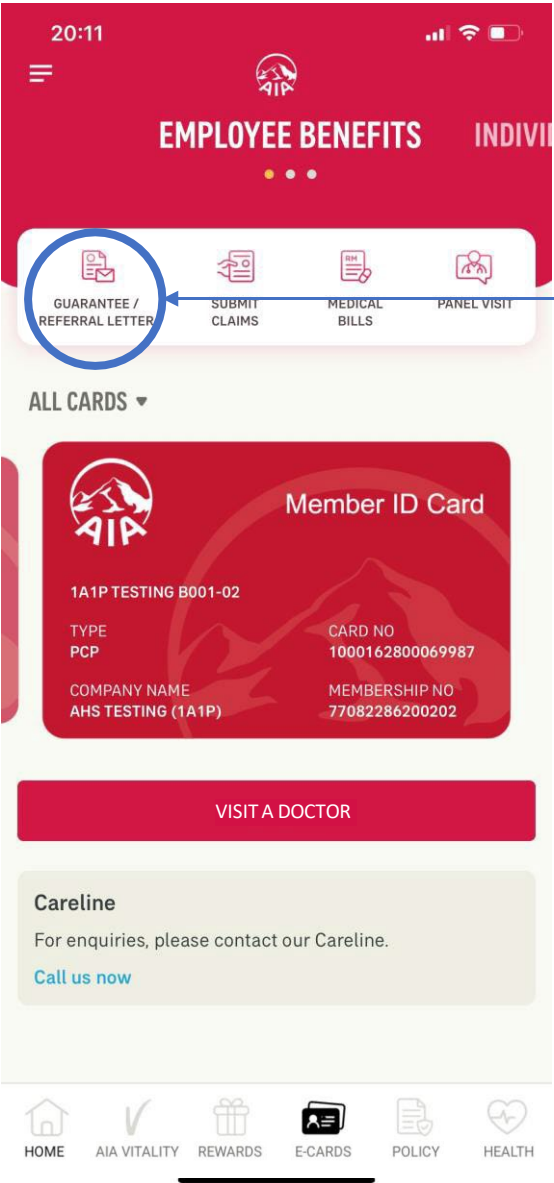 20:11
AIA
EMPLOYEE BENEFITS INDIVI
GUARANTEE /
REFERRAL LETTER
SUBMIT
CLAIMS
RM
MEDICAL
BILLS
PANEL VISIT
ALL CARDS
AIA
Member ID Card
1A1P TESTING B001-02
TYPE
PCP
CARD NO
1000162800069987
COMPANY NAME
AHS TESTING (1A1P)
MEMBERSHIP NO
77082286200202
VISIT A DOCTOR
Careline
For enquiries, please contact our Careline.
Call us now
HOME AIA VITALITY REWARDS E-CARDS POLICY HEALTH